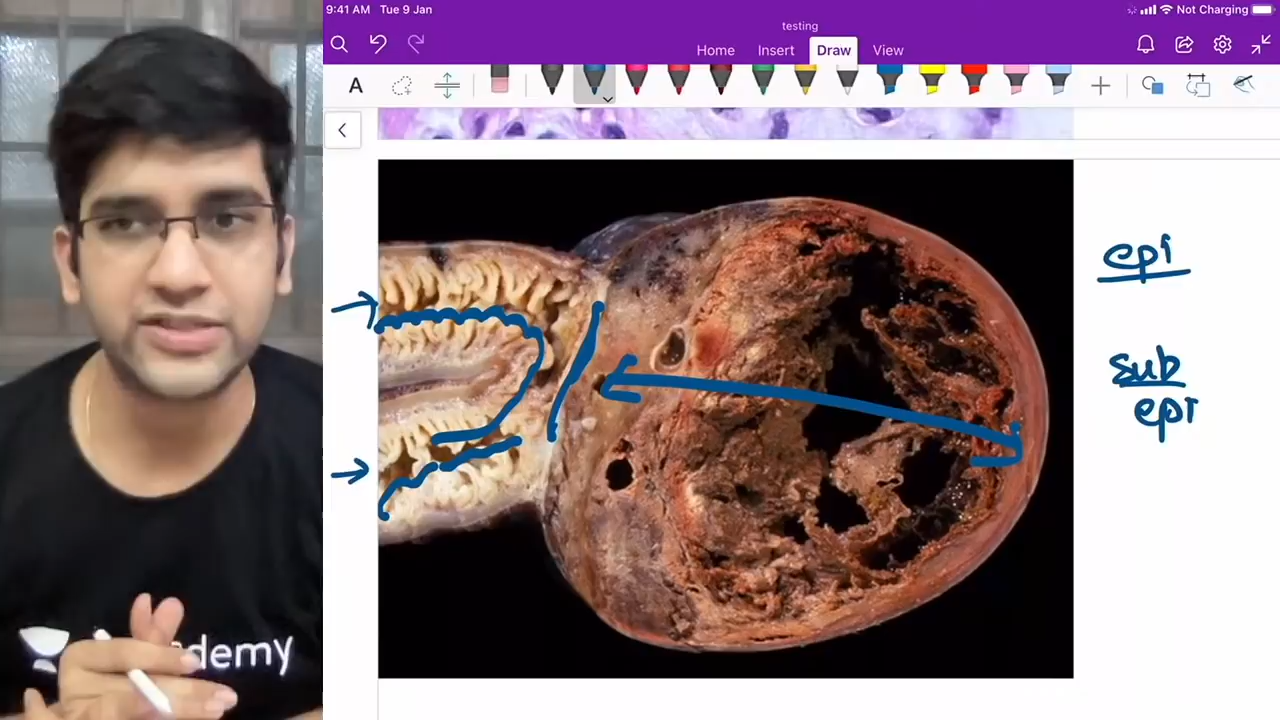 9:41 AM Tue 9 Jan
Not Charging
testing
Home Insert Draw View
A
epi
sub
epi
demy